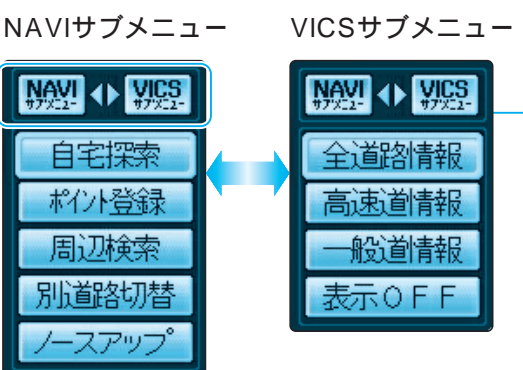 NAVIサブメニュー
NAVI サブメニュー VICS サブメニュー
自宅探索
ポイント登録
周辺検索
別道路切替
ノースアップ
VICSサブメニュー
NAVI サブメニュー VICS サブメニュー
全道路情報
高速道情報
一般道情報
表示OFF